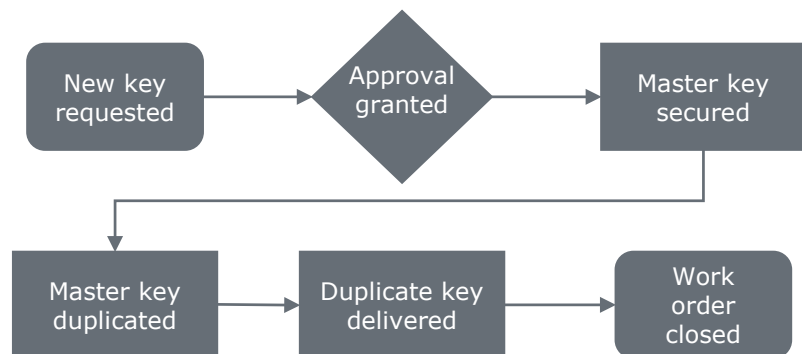 New key
requested
Approval
granted
Master key
secured
Master key
duplicated
Duplicate key
delivered
Work
order
closed